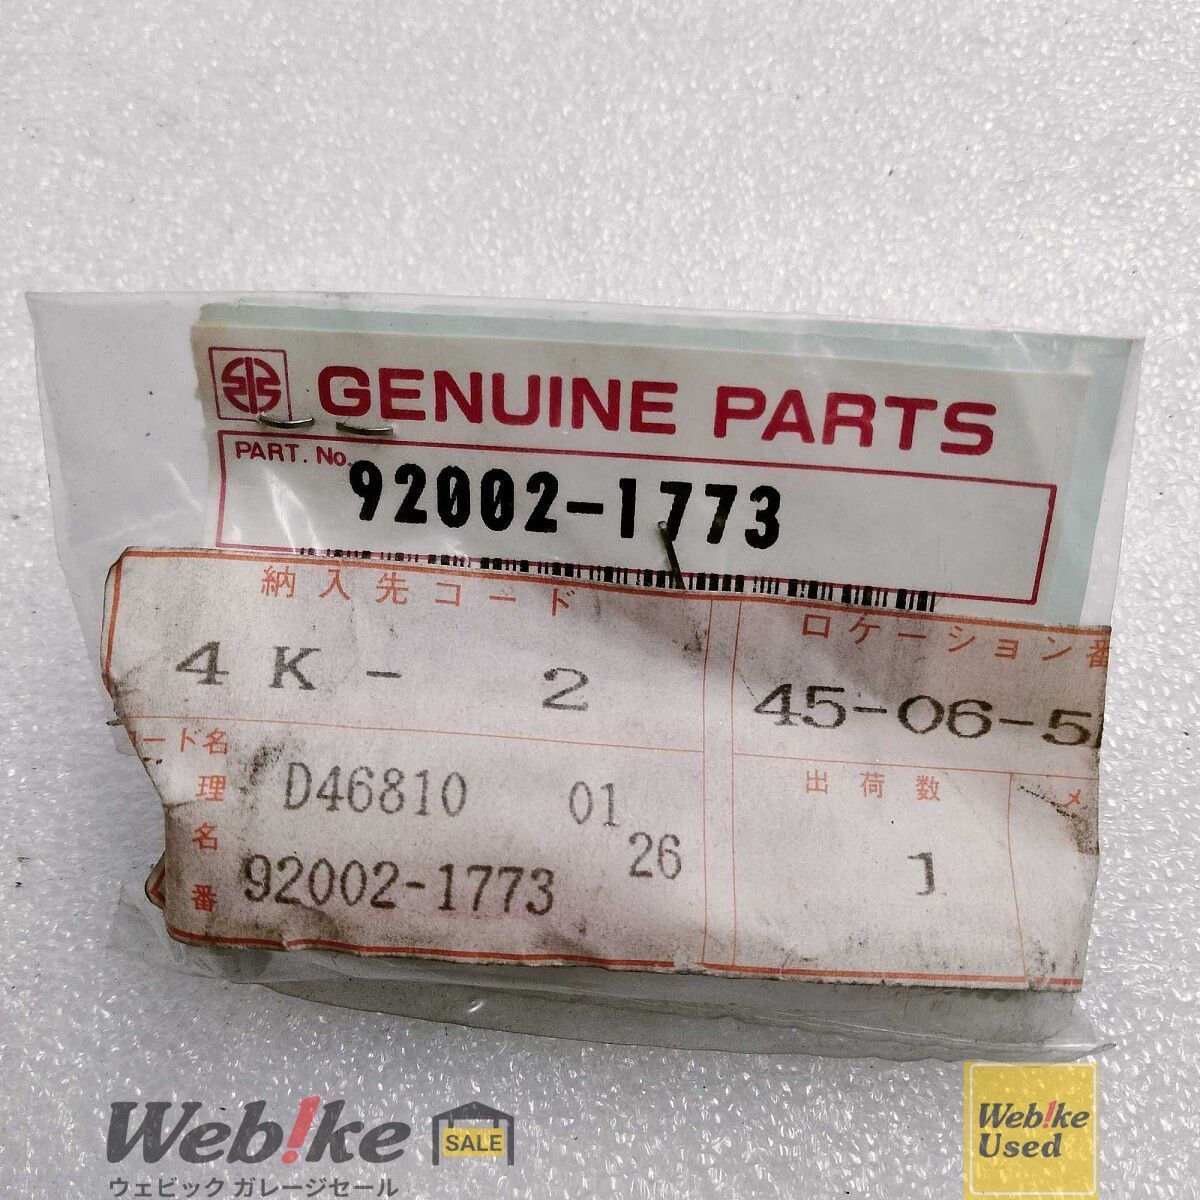 GENUINE PARTS
PART. No. 92002-1773
納入先コード
ロケーション番
4 K - 2
45-06-5
ード名
出荷数
メ
理
D46810 01
名
26
1
番
92002-1773
Web!ke SALE
ウェビック ガレージセール
Web!ke
Used